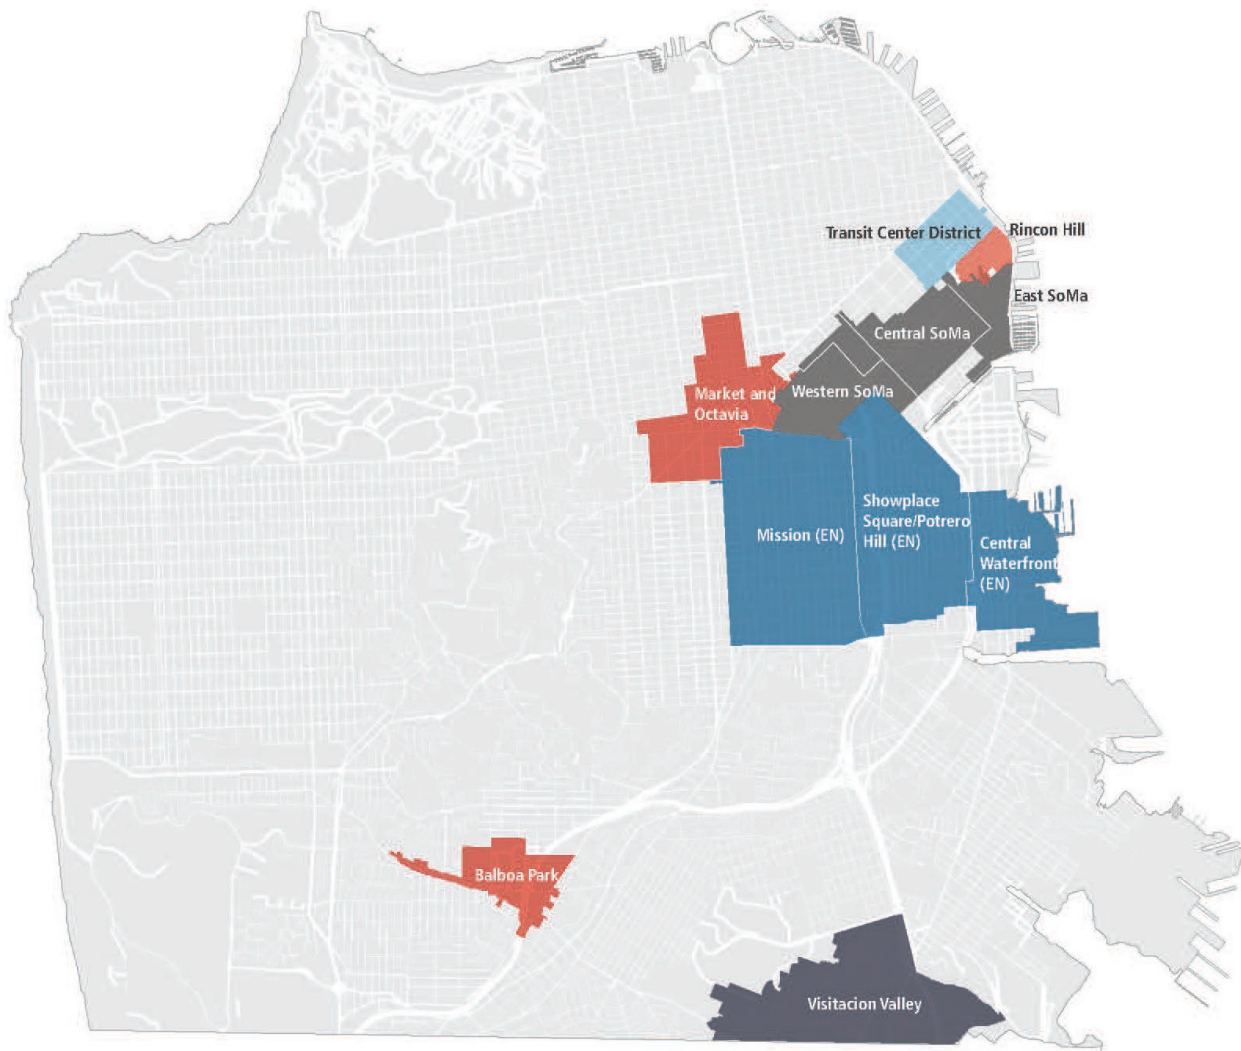 Transit Center District
Rincon Hill
East SoMa
Central SoMa
Western SoMa
Market and
Octavia
Showplace
Square/Potrero
Hill (EN)
Mission (EN)
Central
Waterfront
(EN)
Balboa Park
Visitacion Valley